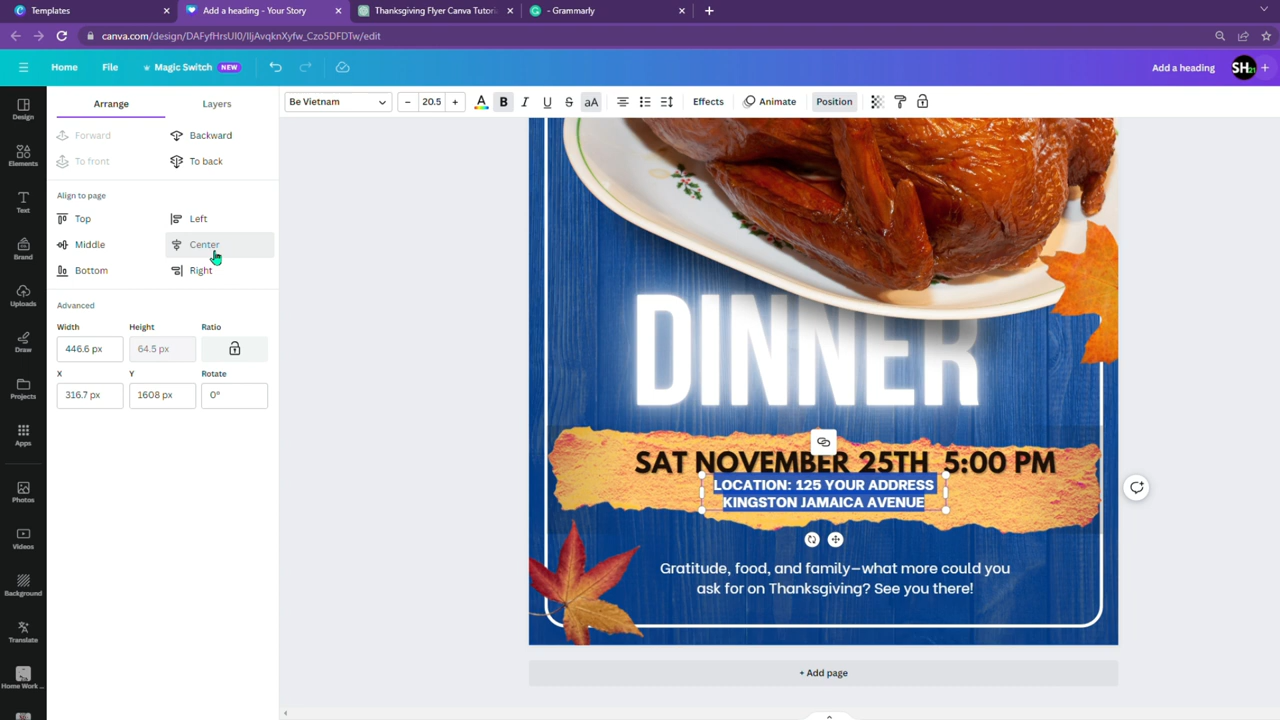 Templates
Add a heading - Your Story
Thanksgiving Flyer Canva Tutori
- Grammarly
canva.com/design/DAFyfHrsUI0/IIjAvqknXyfw_Czo5DFDTw/edit
Home
File
Magic Switch
NEW
Add a heading
SH
Arrange
Layers
Be Vietnam
20.5
A
B
I
U
S
aA
Effects
Animate
Position
Design
Elements
Text
Brand
Uploads
Draw
Projects
Apps
Photos
Videos
Background
Translate
Home Work ...
Forward
Backward
To front
To back
Align to page
Top
Left
Middle
Center
Bottom
Right
Advanced
Width
Height
Ratio
446.6 px
64.5 px
X
Y
Rotate
316.7 px
1608 px
0°
DINNER
SAT NOVEMBER 25TH 5:00 PM
LOCATION: 125 YOUR ADDRESS
KINGSTON JAMAICA AVENUE
Gratitude, food, and family—what more could you
ask for on Thanksgiving? See you there!
+ Add page